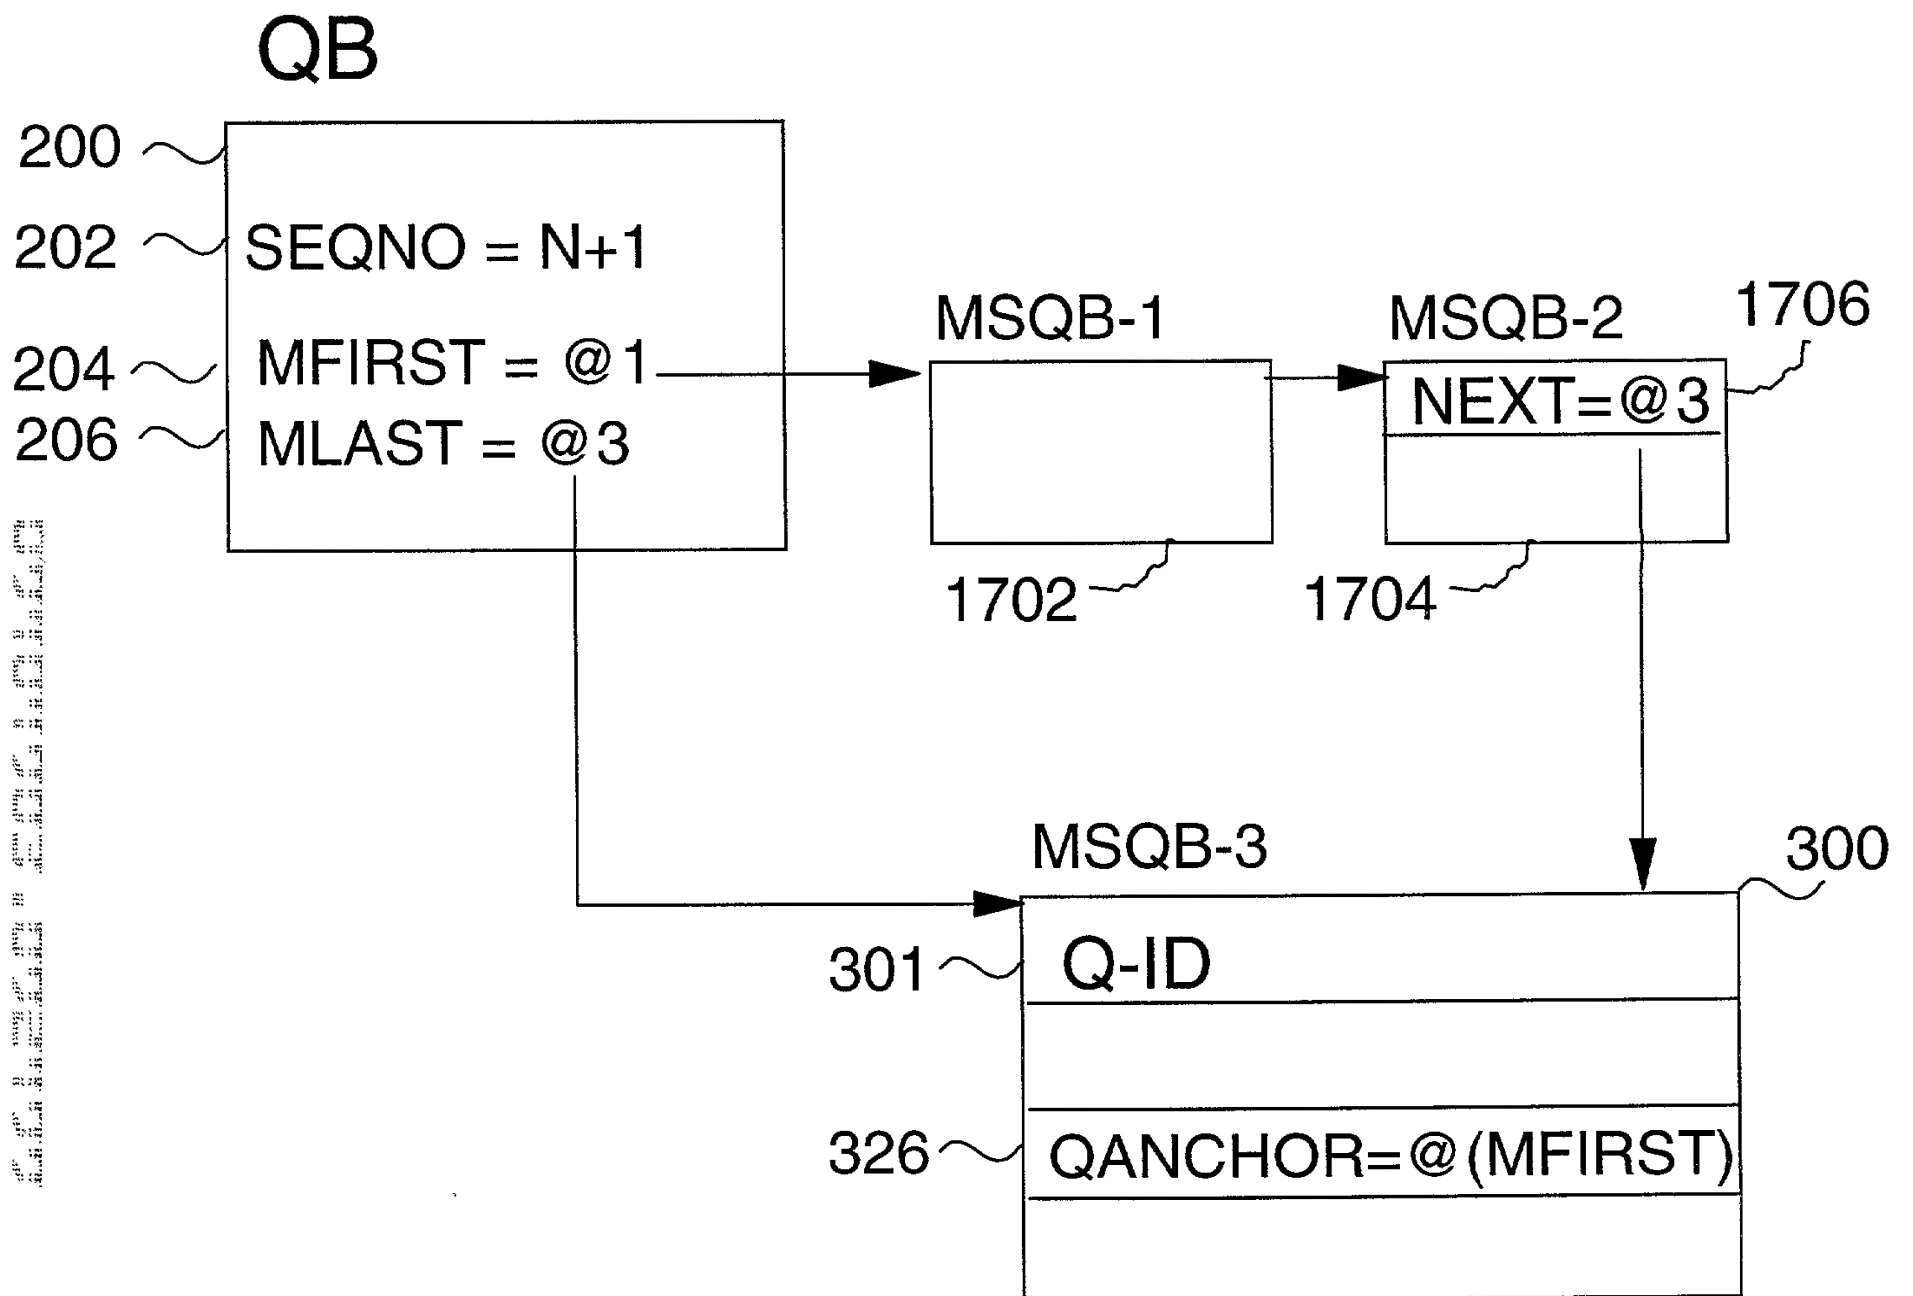 QB
200
202 SEQNO = N+1
204 MFIRST = @1
206 MLAST = @3
MSQB-1
1702
MSQB-2
1706
NEXT=@3
1704
MSQB-3
300
301 Q-ID
326 QANCHOR=@(MFIRST)